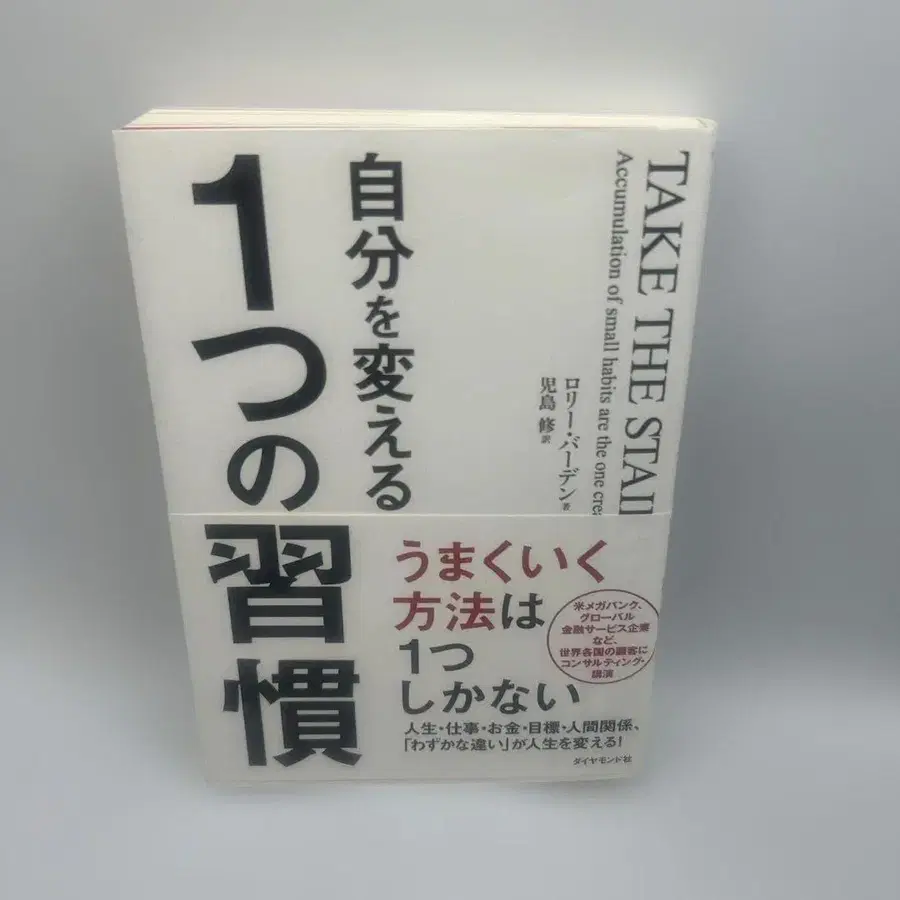 TAKE THE STAI
Accumulation of small habits are the one crea
自分を変える
1つの習慣
ロリー・バーデン 著
児島 修 訳
うまくいく
方法は
1つ
しかない
米メガバンク、
グローバル
金融サービス企業
など、
世界各国の顧客に
コンサルティング・
講演
人生・仕事・お金・目標・人間関係、
「わずかな違い」が人生を変える!
ダイヤモンド社